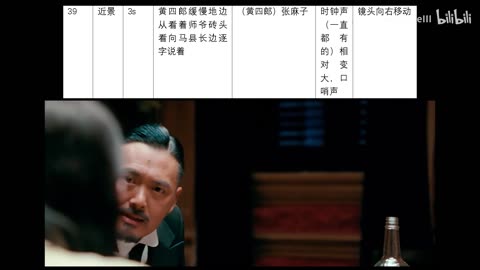 39 近景 3s 黄四郎缓慢地边 （黄四郎）张麻子 时钟声 镜头向右移动
从看着师爷砖头 （一直
看向马县长边逐 都有
字说着 的）相
对变
大，口
哨声
bilibili